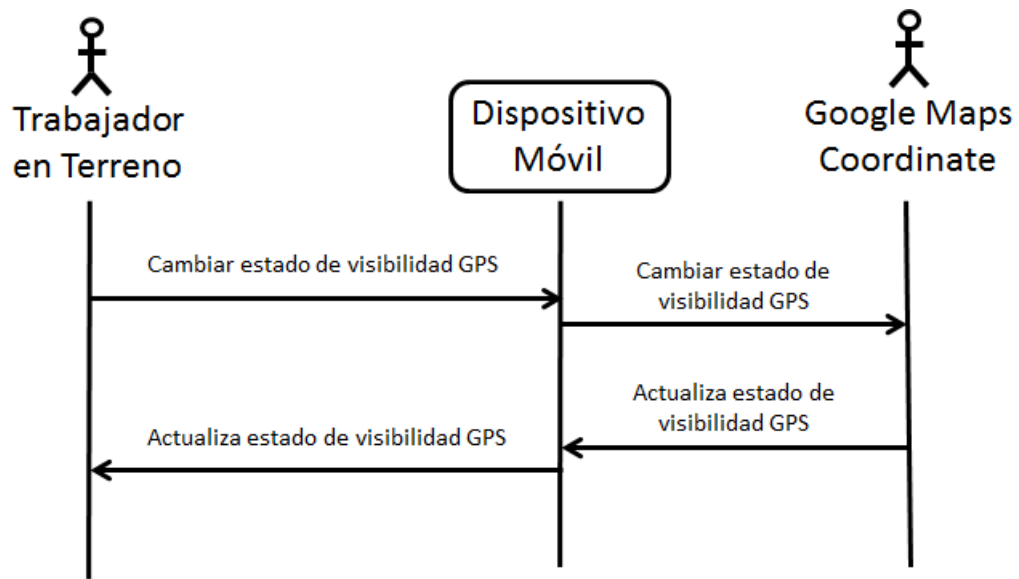 Trabajador
en Terreno
Dispositivo
Móvil
Google Maps
Coordinate
Cambiar estado de visibilidad GPS
Cambiar estado de
visibilidad GPS
Actualiza estado de
visibilidad GPS
Actualiza estado de visibilidad GPS